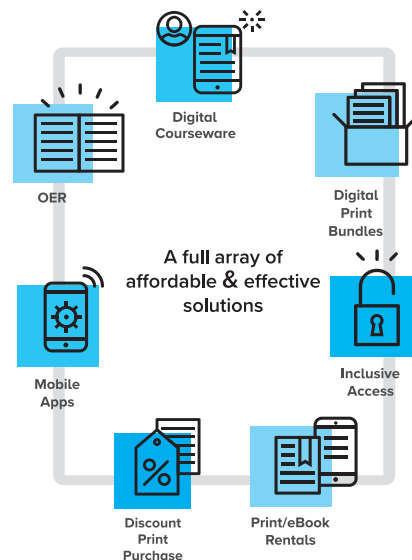 Digital
Courseware
OER
Digital
Print
Bundles
A full array of
affordable & effective
solutions
Mobile
Apps
Inclusive
Access
Discount
Print
Purchase
Print/eBook
Rentals
%